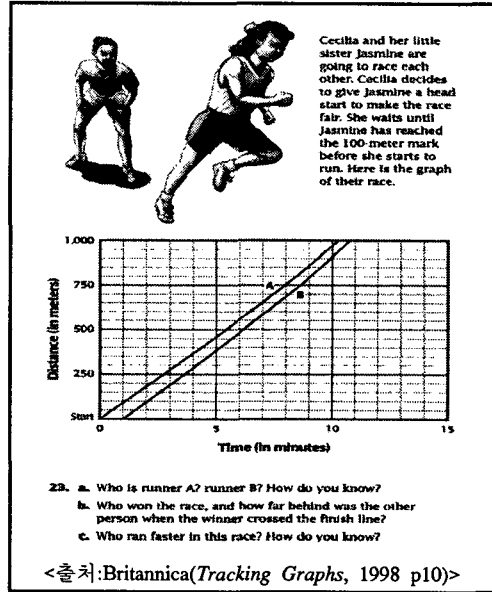 Cecilia and her little
sister Jasmine are
going to race each
other. Cecilia decides
to give Jasmine a head
start to make the race
fair. She waits until
Jasmine has reached
the 100-meter mark
before she starts to
run. Here is the graph
of their race.
1,000
750
500
250
Start
Distance (in meters)
A
B
0
5
10
15
Time (in minutes)
23. a. Who is runner A? runner B? How do you know?
b. Who won the race, and how far behind was the other
person when the winner crossed the finish line?
c. Who ran faster in this race? How do you know?
<출처:Britannica(Tracking Graphs, 1998 p10)>